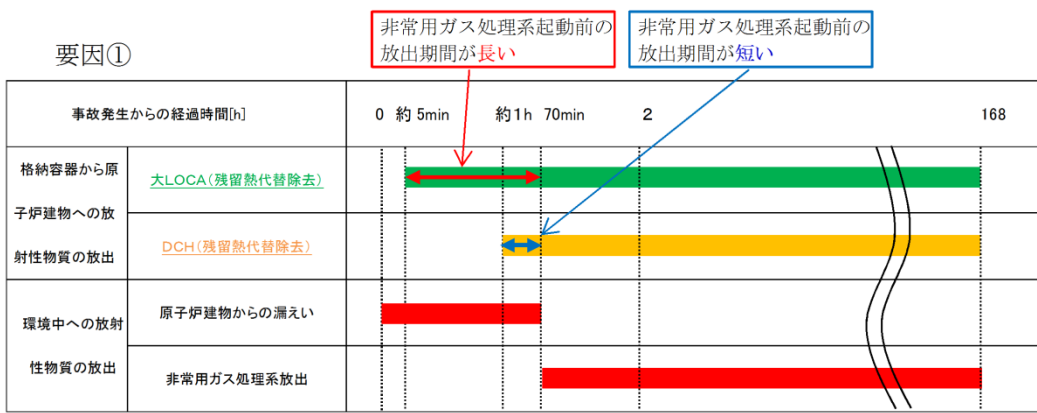 要因①
非常用ガス処理系起動前の
放出期間が長い
非常用ガス処理系起動前の
放出期間が短い
事故発生からの経過時間[h]
0 約5min 約1h 70min 2 168
格納容器から原
子炉建物への放
射性物質の放出
大LOCA(残留熱代替除去)
DCH(残留熱代替除去)
環境中への放射
性物質の放出
原子炉建物からの漏えい
非常用ガス処理系放出